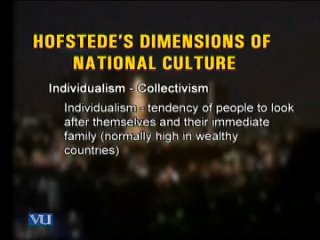 HOFSTEDE'S DIMENSIONS OF
NATIONAL CULTURE
Individualism - Collectivism
Individualism - tendency of people to look
after themselves and their immediate
family (normally high in wealthy
countries)
VU